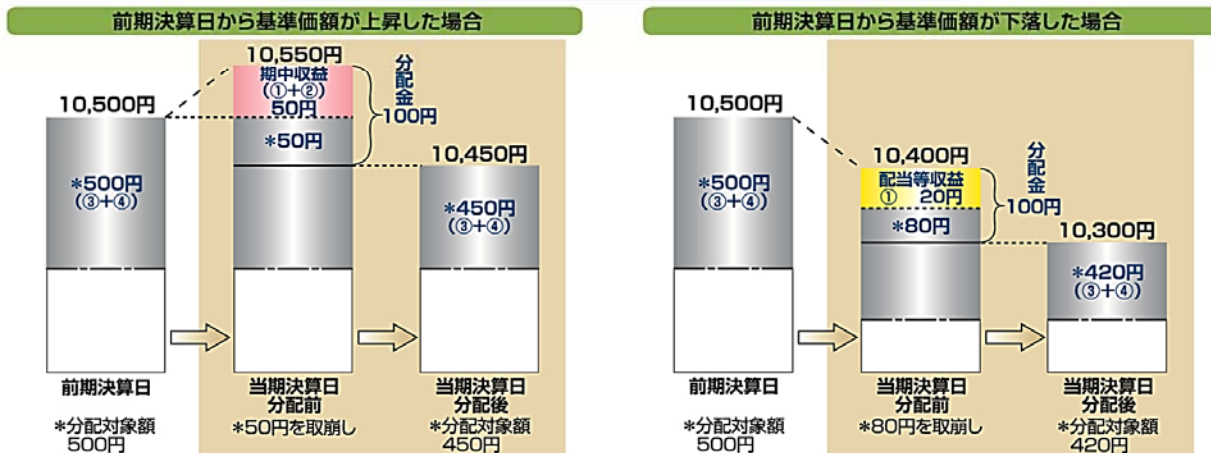 前期決算日から基準価額が上昇した場合
10,500円
*500円
(③+④)
前期決算日
*分配対象額
500円
10,550円
期中収益
(①+②)
50円
*50円
分配金
100円
当期決算日
分配前
*50円を取崩し
10,450円
*450円
(③+④)
当期決算日
分配後
*分配対象額
450円
前期決算日から基準価額が下落した場合
10,500円
*500円
(③+④)
前期決算日
*分配対象額
500円
10,400円
配当等収益
① 20円
*80円
分配金
100円
当期決算日
分配前
*80円を取崩し
10,300円
*420円
(③+④)
当期決算日
分配後
*分配対象額
420円